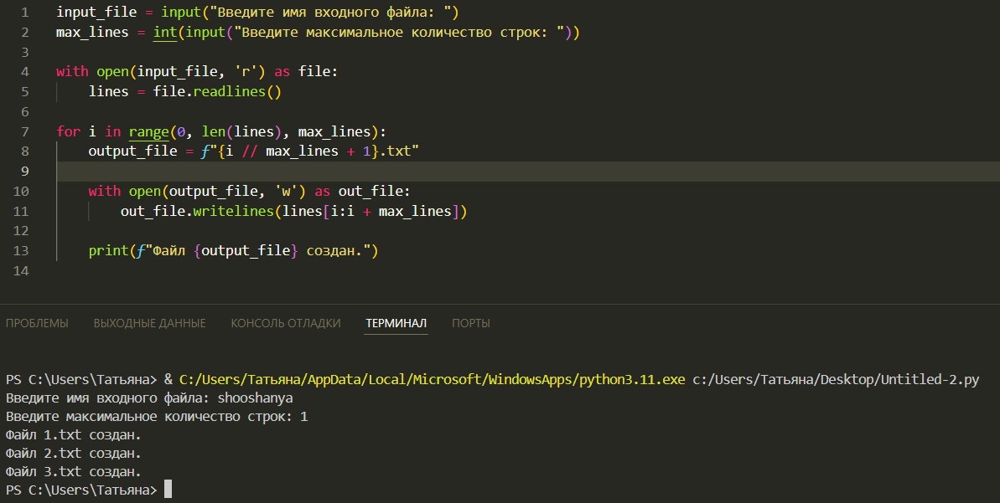 1 input_file = input("Введите имя входного файла: ")
2 max_lines = int(input("Введите максимальное количество строк: "))
3
4 with open(input_file, 'r') as file:
5     lines = file.readlines()
6
7 for i in range(0, len(lines), max_lines):
8     output_file = f"{i // max_lines + 1}.txt"
9
10     with open(output_file, 'w') as out_file:
11         out_file.writelines(lines[i:i + max_lines])
12
13     print(f"Файл {output_file} создан.")
14
ПРОБЛЕМЫ ВЫХОДНЫЕ ДАННЫЕ КОНСОЛЬ ОТЛАДКИ ТЕРМИНАЛ ПОРТЫ
PS C:\Users\Татьяна> & C:/Users/Татьяна/AppData/Local/Microsoft/WindowsApps/python3.11.exe c:/Users/Татьяна/Desktop/Untitled-2.py
Введите имя входного файла: shooshanya
Введите максимальное количество строк: 1
Файл 1.txt создан.
Файл 2.txt создан.
Файл 3.txt создан.
PS C:\Users\Татьяна>